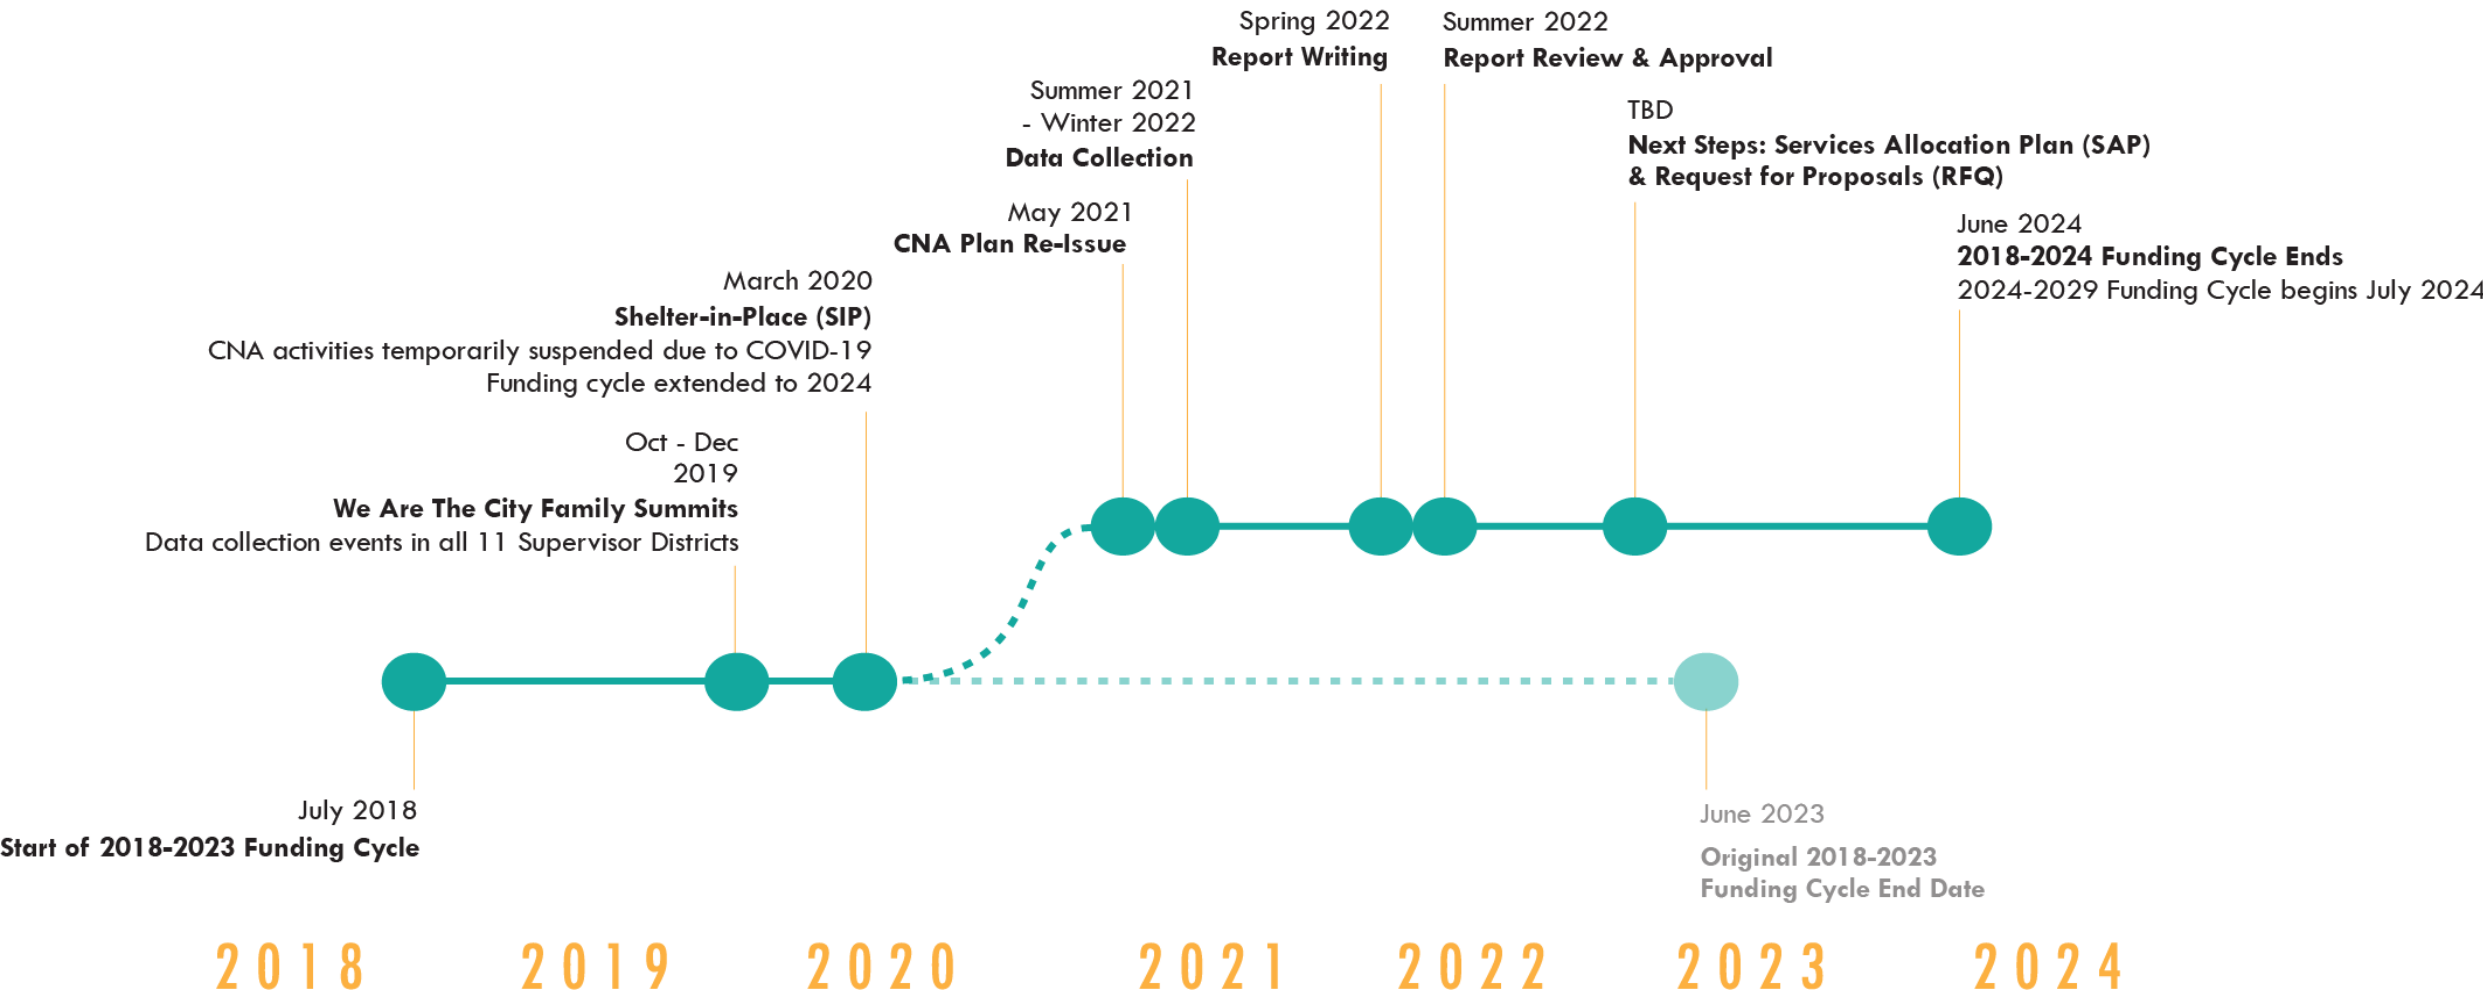 Spring 2022
Report Writing
Summer 2022
Report Review & Approval
Summer 2021
- Winter 2022
Data Collection
TBD
Next Steps: Services Allocation Plan (SAP)
& Request for Proposals (RFQ)
May 2021
CNA Plan Re-Issue
June 2024
2018-2024 Funding Cycle Ends
2024-2029 Funding Cycle begins July 2024
March 2020
Shelter-in-Place (SIP)
CNA activities temporarily suspended due to COVID-19
Funding cycle extended to 2024
Oct - Dec
2019
We Are The City Family Summits
Data collection events in all 11 Supervisor Districts
July 2018
Start of 2018-2023 Funding Cycle
June 2023
Original 2018-2023
Funding Cycle End Date
2018 2019 2020 2021 2022 2023 2024